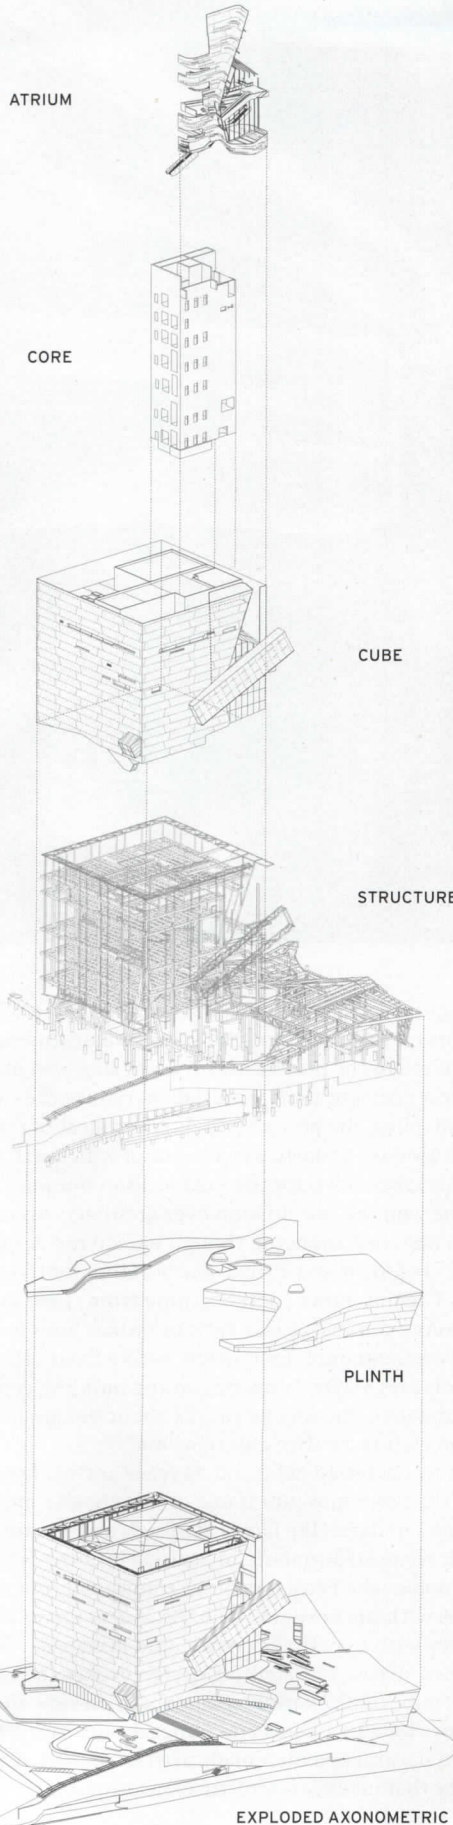 ATRIUM
CORE
CUBE
STRUCTURE
PLINTH
EXPLODED AXONOMETRIC